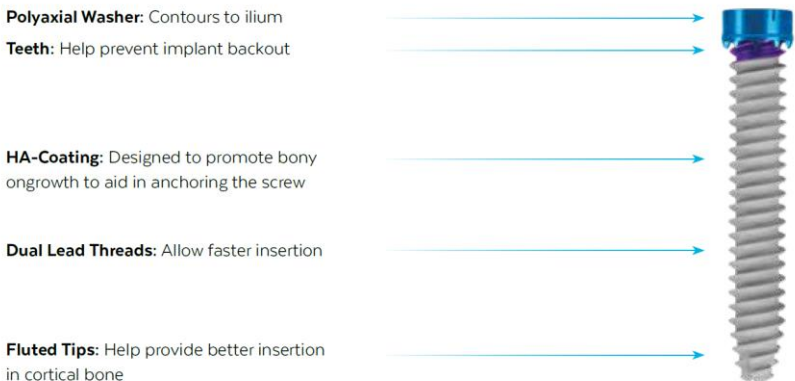 Polyaxial Washer: Contours to ilium
Teeth: Help prevent implant backout
HA-Coating: Designed to promote bony
ongrowth to aid in anchoring the screw
Dual Lead Threads: Allow faster insertion
Fluted Tips: Help provide better insertion
in cortical bone